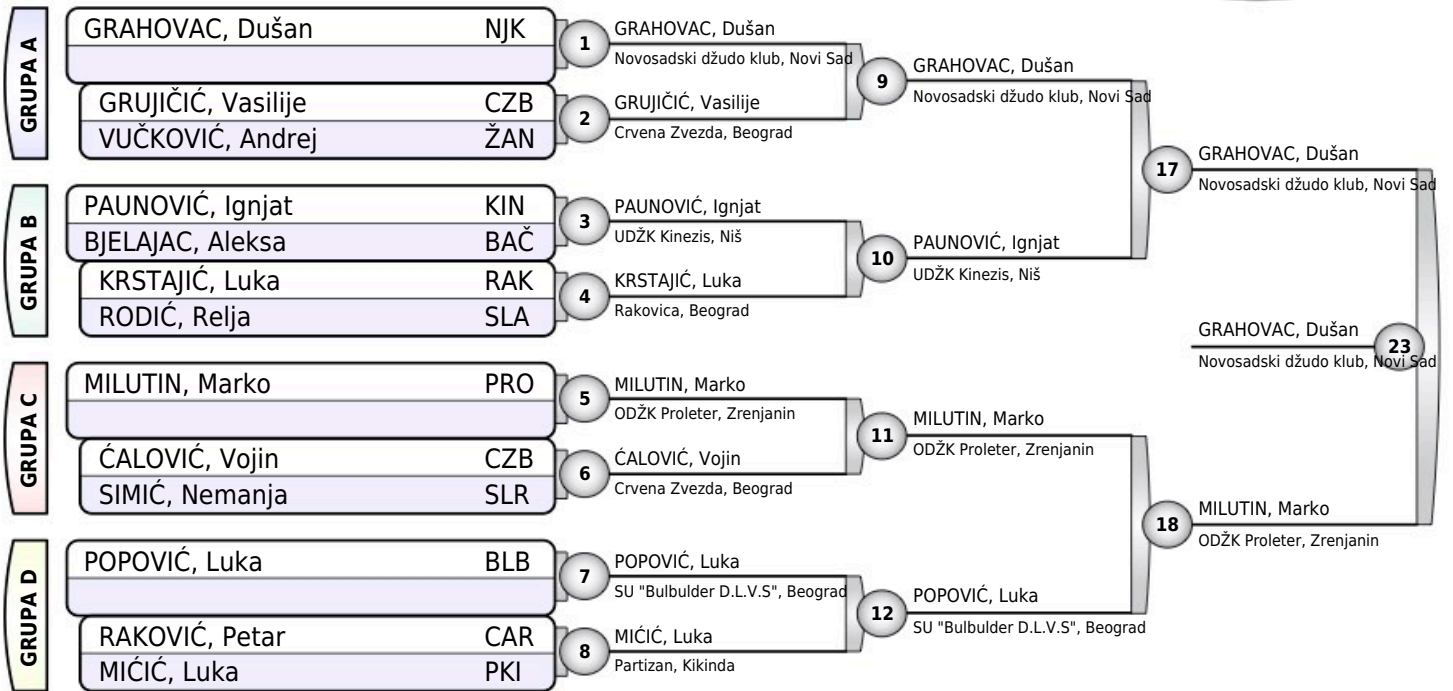 GRUPA A
GRAHOVAC, Dušan NJK
GRUJIČIĆ, Vasilije CZB
VUČKOVIĆ, Andrej ŽAN
GRUPA B
PAUNOVIĆ, Ignjat KIN
BJELAJAC, Aleksa BAČ
KRSTAJIĆ, Luka RAK
RODIĆ, Relja SLA
GRUPA C
MILUTIN, Marko PRO
ĆALOVIĆ, Vojin CZB
SIMIĆ, Nemanja SLR
GRUPA D
POPOVIĆ, Luka BLB
RAKOVIĆ, Petar CAR
MIĆIĆ, Luka PKI
1
GRAHOVAC, Dušan
Novosadski džudo klub, Novi Sad
2
GRUJIČIĆ, Vasilije
Crvena Zvezda, Beograd
3
PAUNOVIĆ, Ignjat
UDŽK Kinezis, Niš
4
KRSTAJIĆ, Luka
Rakovica, Beograd
5
MILUTIN, Marko
ODŽK Proleter, Zrenjanin
6
ĆALOVIĆ, Vojin
Crvena Zvezda, Beograd
7
POPOVIĆ, Luka
SU "Bulbulder D.L.V.S", Beograd
8
MIĆIĆ, Luka
Partizan, Kikinda
9
GRAHOVAC, Dušan
Novosadski džudo klub, Novi Sad
10
PAUNOVIĆ, Ignjat
UDŽK Kinezis, Niš
11
MILUTIN, Marko
ODŽK Proleter, Zrenjanin
12
POPOVIĆ, Luka
SU "Bulbulder D.L.V.S", Beograd
17
GRAHOVAC, Dušan
Novosadski džudo klub, Novi Sad
18
MILUTIN, Marko
ODŽK Proleter, Zrenjanin
23
GRAHOVAC, Dušan
Novosadski džudo klub, Novi Sad